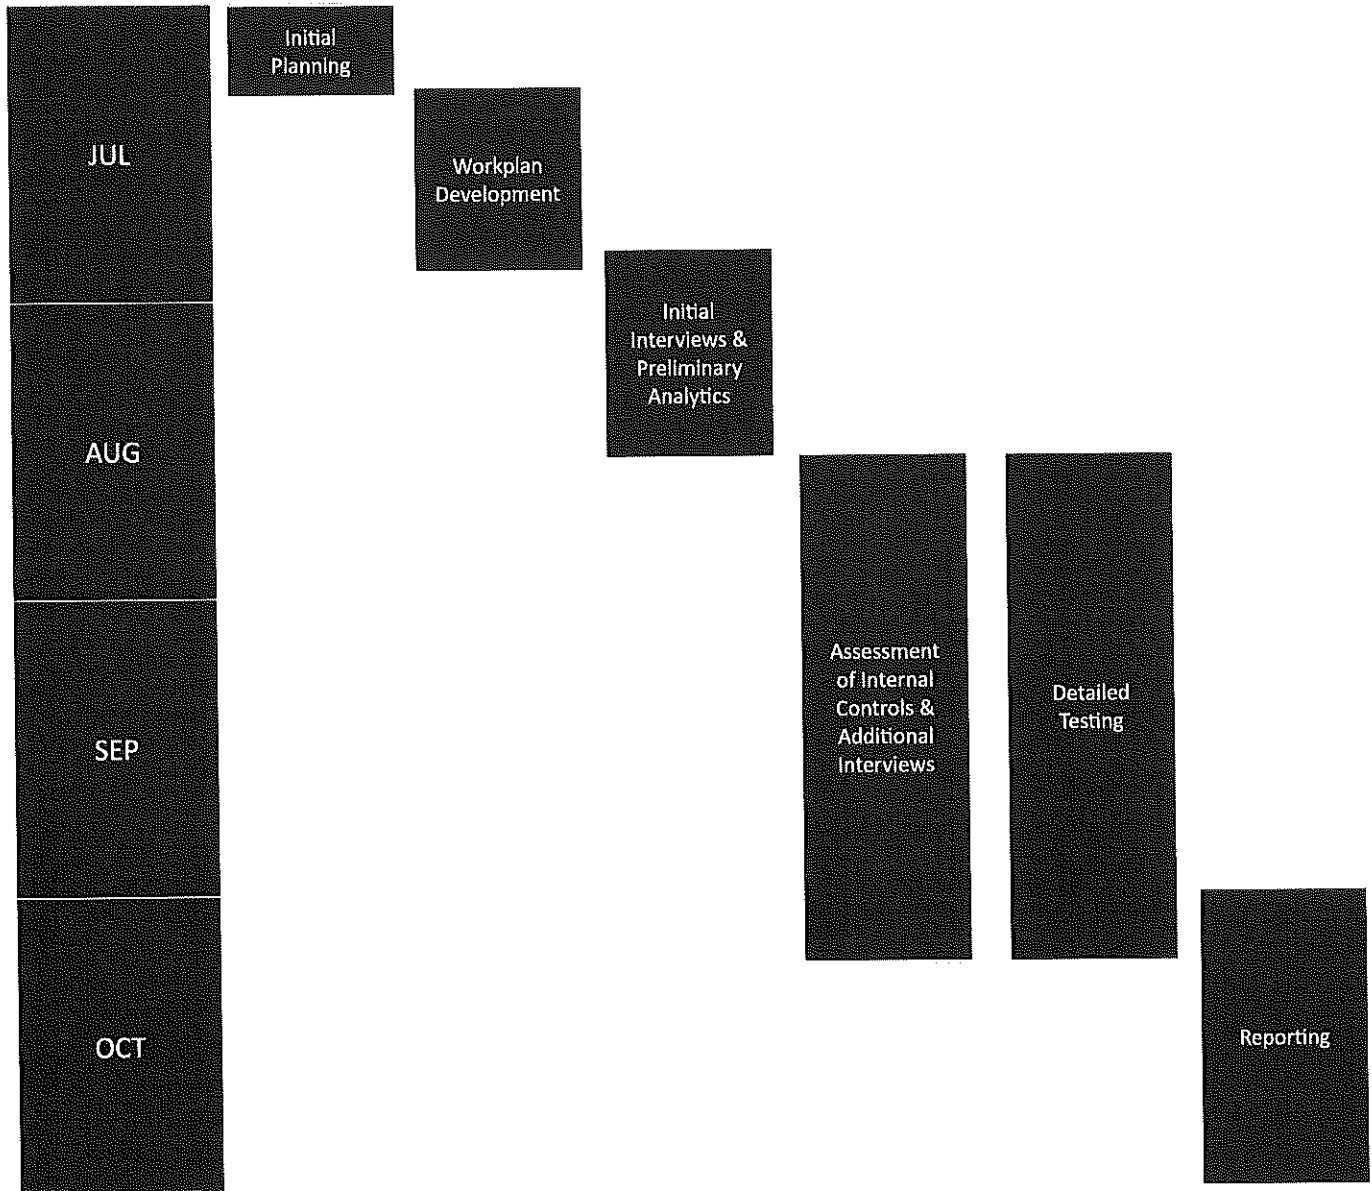 Initial
Planning
JUL
Workplan
Development
Initial
Interviews &
Preliminary
Analytics
AUG
Assessment
of Internal
Controls &
Additional
Interviews
Detailed
Testing
SEP
OCT
Reporting